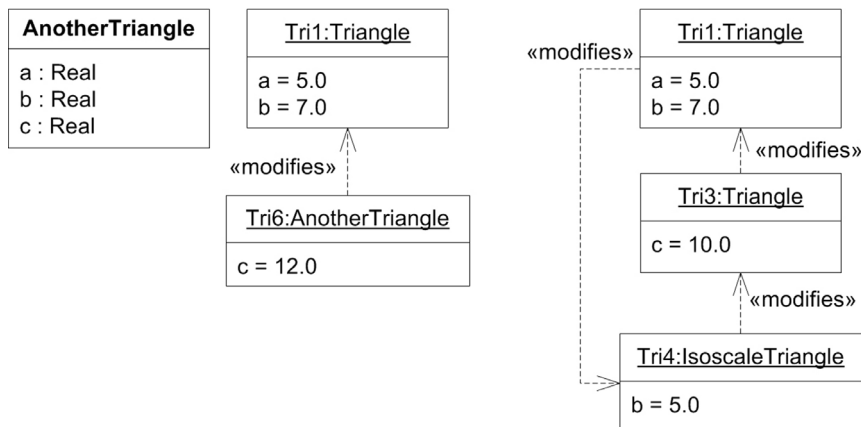 AnotherTriangle
a : Real
b : Real
c : Real
Tri1:Triangle
a = 5.0
b = 7.0
«modifies»
Tri6:AnotherTriangle
c = 12.0
«modifies»
Tri1:Triangle
a = 5.0
b = 7.0
«modifies»
Tri3:Triangle
c = 10.0
«modifies»
Tri4:IsoscaleTriangle
b = 5.0